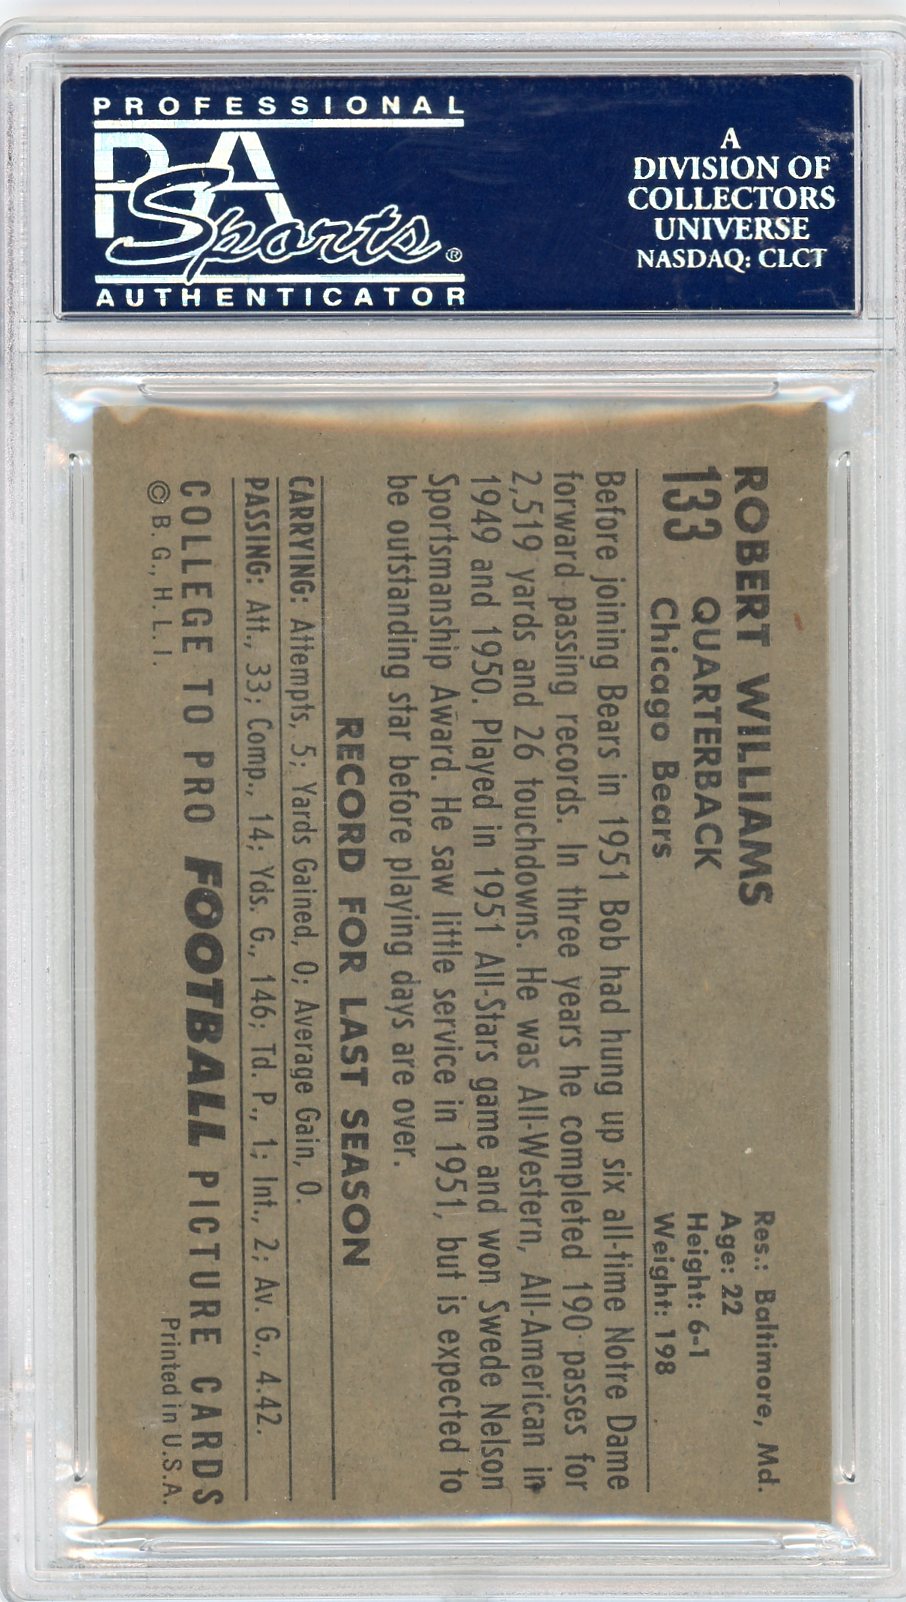 PROFESSIONAL
PSA
Sports®
AUTHENTICATOR
A
DIVISION OF
COLLECTORS
UNIVERSE
NASDAQ: CLCT
ROBERT WILLIAMS
133 QUARTERBACK
Chicago Bears
Res.: Baltimore, Md.
Age: 22
Height: 6-1
Weight: 198
Before joining Bears in 1951 Bob had hung up six all-time Notre Dame
forward passing records. In three years he completed 190 passes for
2,519 yards and 26 touchdowns. He was All-Western, All-American in
1949 and 1950. Played in 1951 All-Stars game and won Swede Nelson
Sportsmanship Award. He saw little service in 1951, but is expected to
be outstanding star before playing days are over.
RECORD FOR LAST SEASON
CARRYING: Attempts, 5; Yards Gained, 0; Average Gain, 0.
PASSING: Att., 33; Comp., 14; Yds. G., 146; Td. P., 1; Int., 2; Av. G., 4.42.
COLLEGE TO PRO FOOTBALL PICTURE CARDS
© B. G., H. L. I.
Printed in U.S.A.